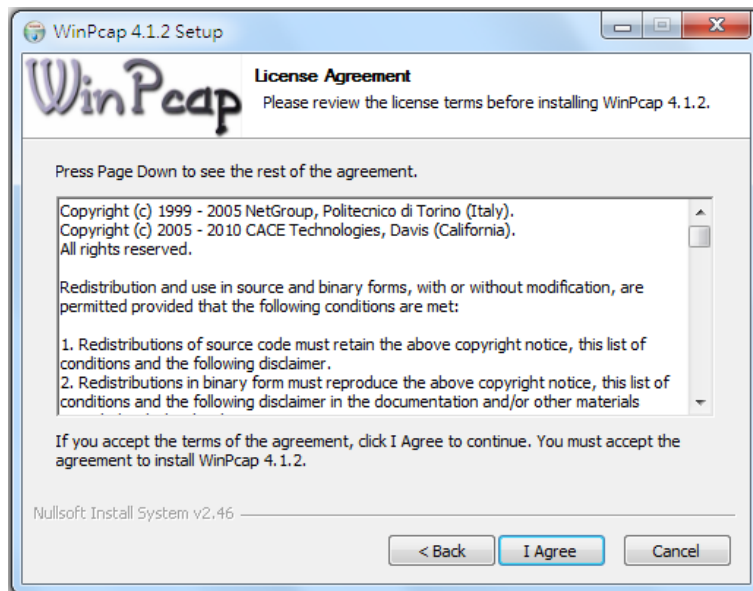 WinPcap 4.1.2 Setup
WinPcap
License Agreement
Please review the license terms before installing WinPcap 4.1.2.
Press Page Down to see the rest of the agreement.
Copyright (c) 1999 - 2005 NetGroup, Politecnico di Torino (Italy).
Copyright (c) 2005 - 2010 CACE Technologies, Davis (California).
All rights reserved.
Redistribution and use in source and binary forms, with or without modification, are
permitted provided that the following conditions are met:
1. Redistributions of source code must retain the above copyright notice, this list of
conditions and the following disclaimer.
2. Redistributions in binary form must reproduce the above copyright notice, this list of
conditions and the following disclaimer in the documentation and/or other materials
If you accept the terms of the agreement, click I Agree to continue. You must accept the
agreement to install WinPcap 4.1.2.
Nullsoft Install System v2.46
< Back
I Agree
Cancel